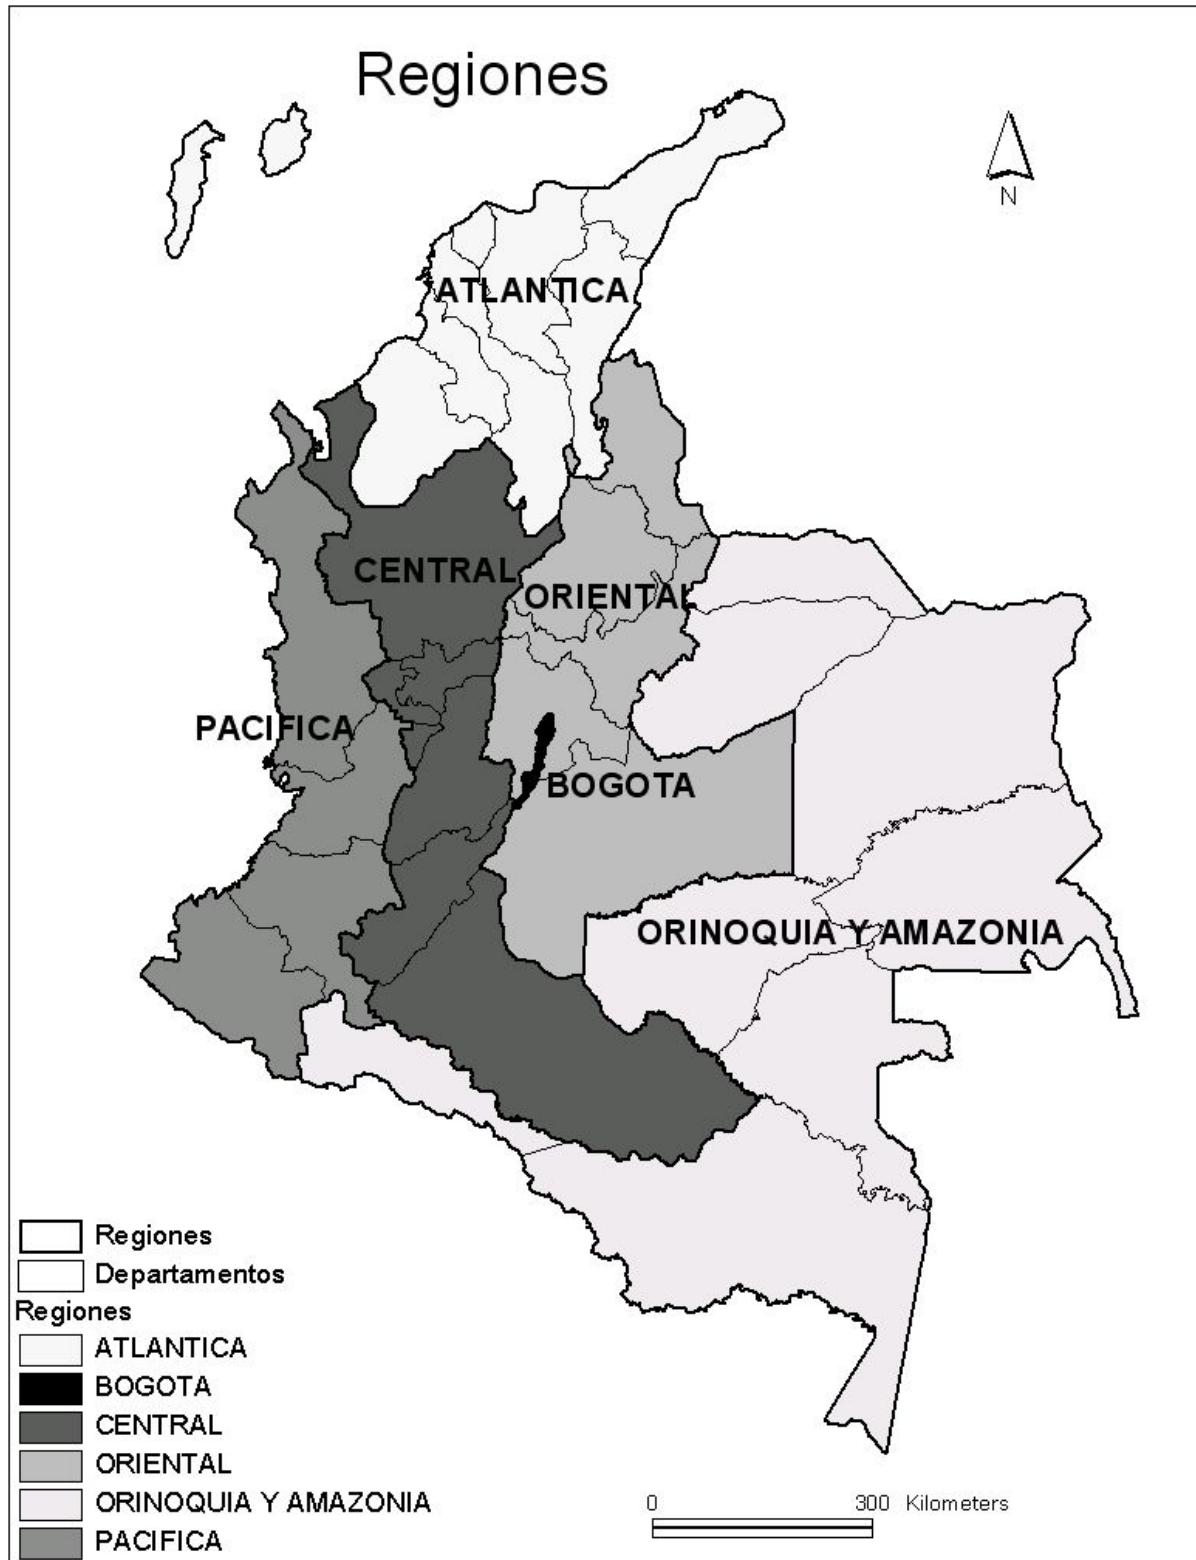 Regiones
N
ATLANTICA
CENTRAL
ORIENTAL
PACIFICA
BOGOTA
ORINOQUIA Y AMAZONIA
Regiones
Departamentos
Regiones
ATLANTICA
BOGOTA
CENTRAL
ORIENTAL
ORINOQUIA Y AMAZONIA
PACIFICA
0 300 Kilometers